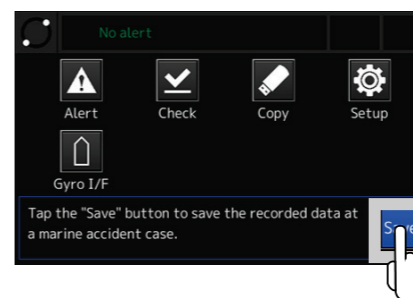 No alert
Alert Check Copy Setup
Gyro I/F
Tap the "Save" button to save the recorded data at
a marine accident case.
Save